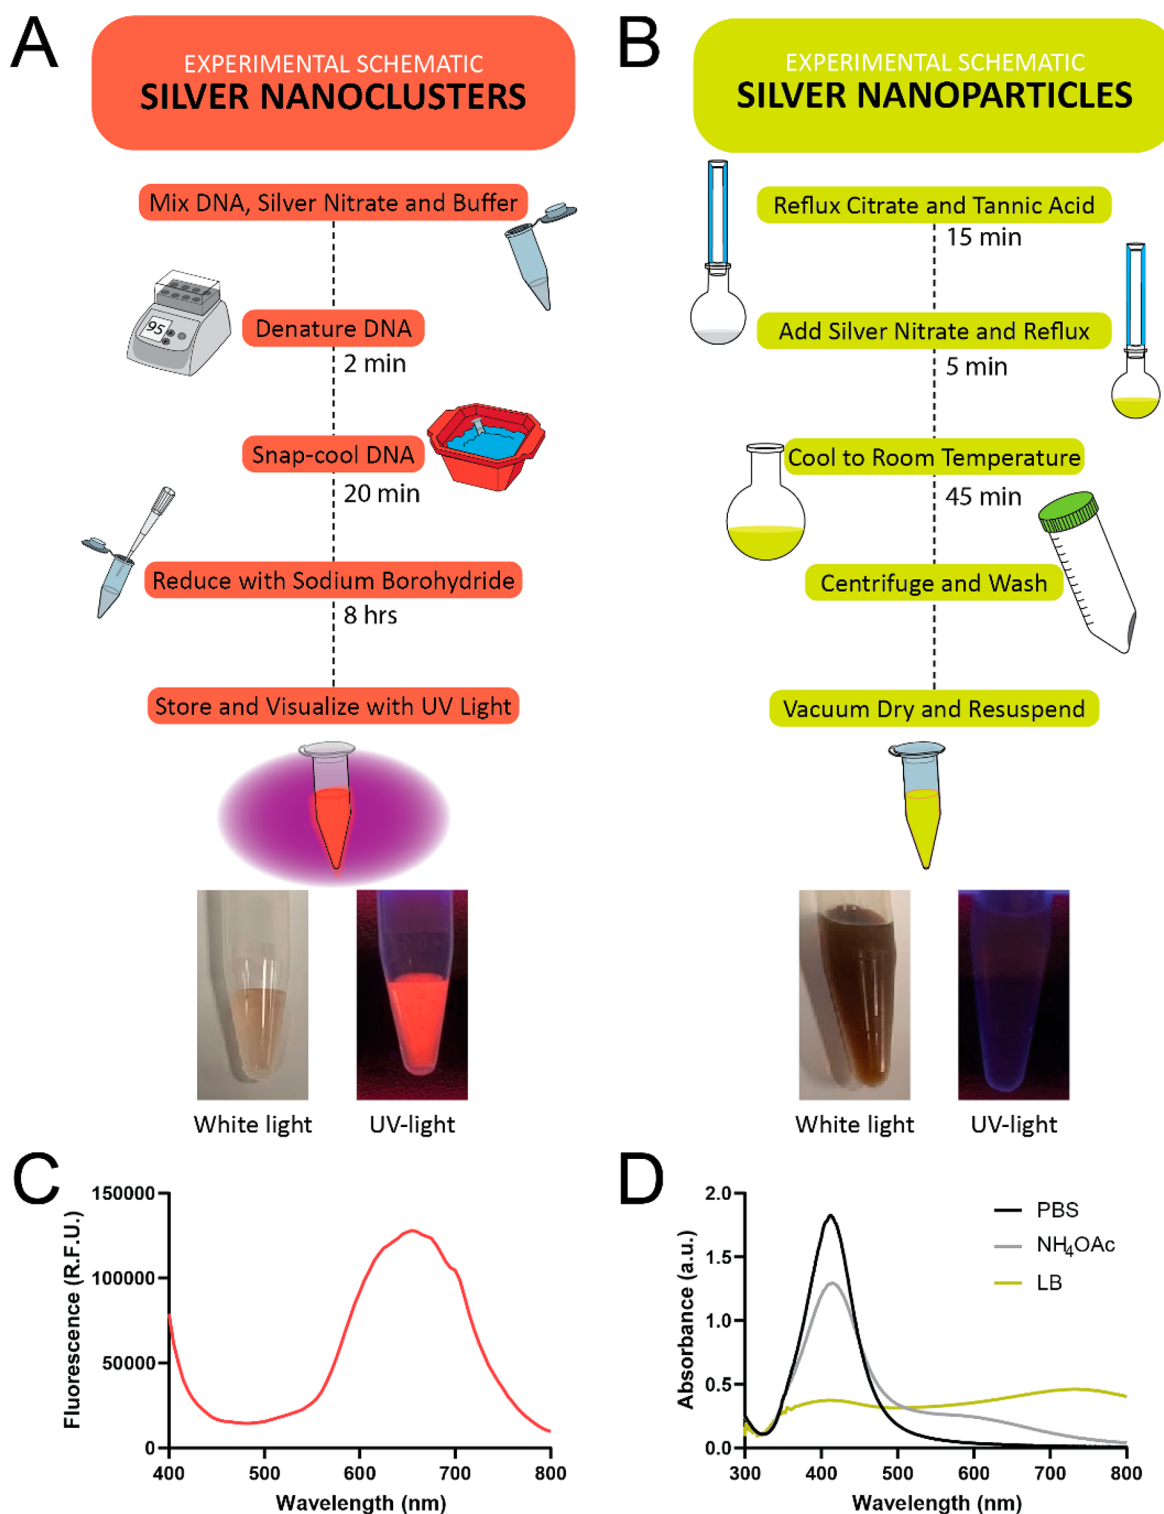 A
EXPERIMENTAL SCHEMATIC
SILVER NANOCLUSTERS
Mix DNA, Silver Nitrate and Buffer
95
Denature DNA
2 min
Snap-cool DNA
20 min
Reduce with Sodium Borohydride
8 hrs
Store and Visualize with UV Light
White light
UV-light
B
EXPERIMENTAL SCHEMATIC
SILVER NANOPARTICLES
Reflux Citrate and Tannic Acid
15 min
Add Silver Nitrate and Reflux
5 min
Cool to Room Temperature
45 min
Centrifuge and Wash
Vacuum Dry and Resuspend
White light
UV-light
C
Fluorescence (R.F.U.)
150000
100000
50000
0
400 500 600 700 800
Wavelength (nm)
D
Absorbance (a.u.)
2.0
1.5
1.0
0.5
0.0
300 400 500 600 700 800
Wavelength (nm)
PBS
NH₄OAc
LB